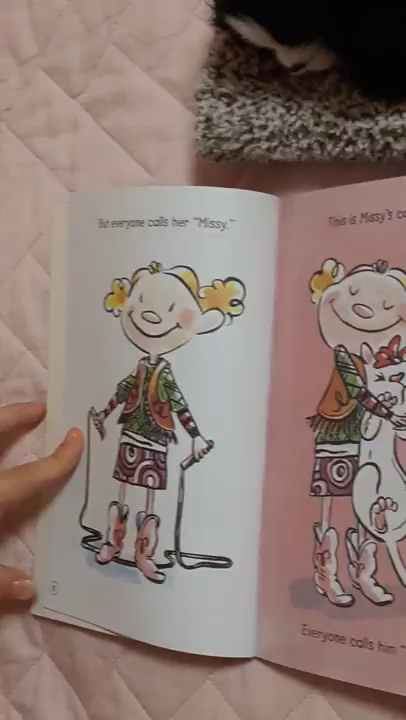 But everyone calls her "Missy."
This is Missy's
Everyone calls him "